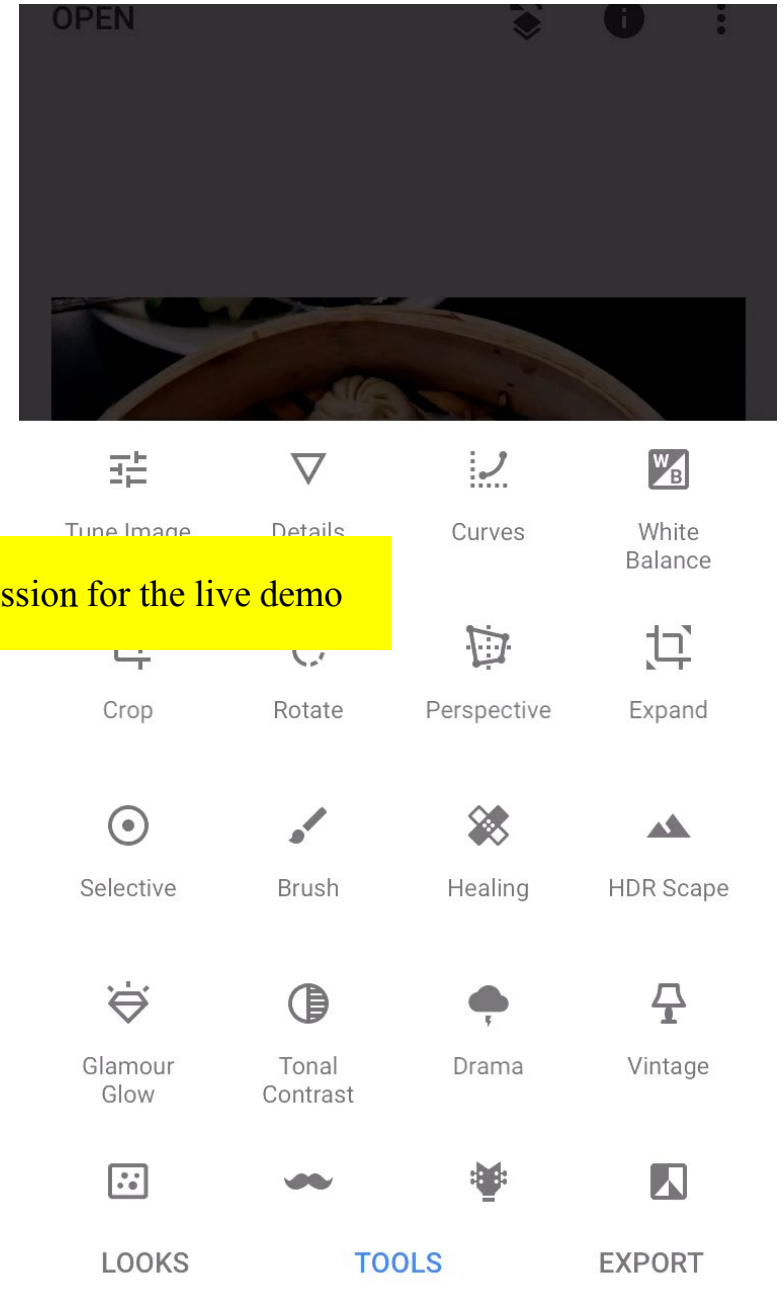 OPEN
Tune Image Details Curves White
Balance
ssion for the live demo
Crop Rotate Perspective Expand
Selective Brush Healing HDR Scape
Glamour Tonal Drama Vintage
Glow Contrast
LOOKS TOOLS EXPORT